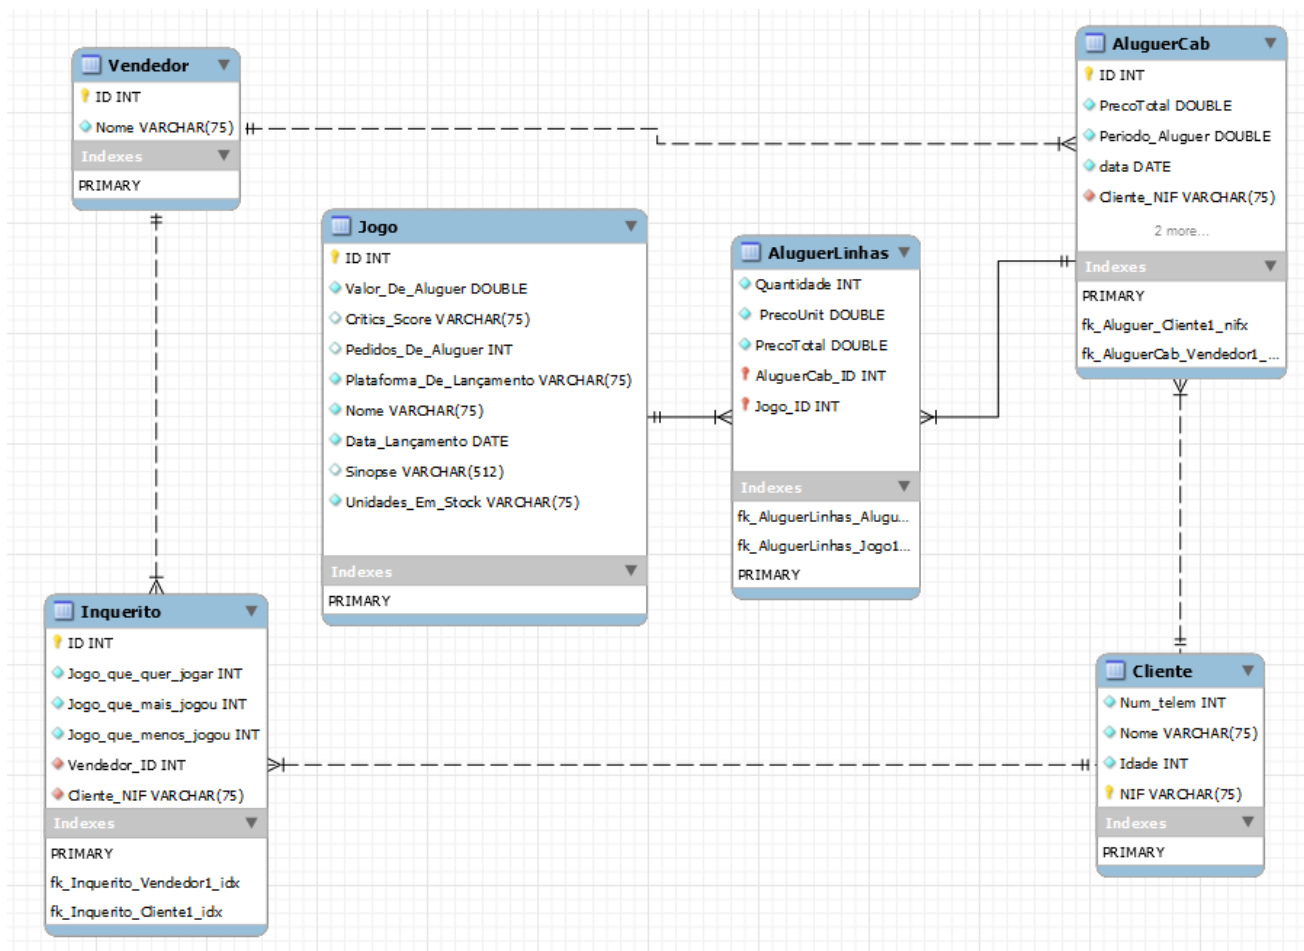 Vendedor
ID INT
Nome VARCHAR(75)
Indexes
PRIMARY
Jogo
ID INT
Valor_De_Aluguer DOUBLE
Critics_Score VARCHAR(75)
Pedidos_De_Aluguer INT
Plataforma_De_Lançamento VARCHAR(75)
Nome VARCHAR(75)
Data_Lançamento DATE
Sinopse VARCHAR(512)
Unidades_Em_Stock VARCHAR(75)
Indexes
PRIMARY
AluguerLinhas
Quantidade INT
PrecoUnit DOUBLE
PrecoTotal DOUBLE
AluguerCab_ID INT
Jogo_ID INT
Indexes
fk_AluguerLinhas_Alugu...
fk_AluguerLinhas_Jogo1...
PRIMARY
AluguerCab
ID INT
PrecoTotal DOUBLE
Periodo_Aluguer DOUBLE
data DATE
Cliente_NIF VARCHAR(75)
2 more...
Indexes
PRIMARY
fk_Aluguer_Cliente1_nifx
fk_AluguerCab_Vendedor1_...
Inquerito
ID INT
Jogo_que_quer_jogar INT
Jogo_que_mais_jogou INT
Jogo_que_menos_jogou INT
Vendedor_ID INT
Cliente_NIF VARCHAR(75)
Indexes
PRIMARY
fk_Inquerito_Vendedor1_idx
fk_Inquerito_Cliente1_idx
Cliente
Num_telem INT
Nome VARCHAR(75)
Idade INT
NIF VARCHAR(75)
Indexes
PRIMARY